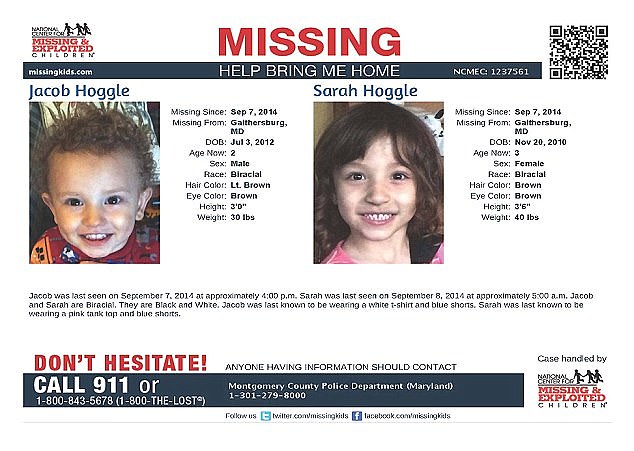 NATIONAL
CENTER FOR
MISSING &
EXPLOITED
CHILDREN®
MISSING
missingkids.com
HELP BRING ME HOME
NCMEC: 1237561
Jacob Hoggle
Missing Since: Sep 7, 2014
Missing From: Gaithersburg,
MD
DOB: Jul 3, 2012
Age Now: 2
Sex: Male
Race: Biracial
Hair Color: Lt. Brown
Eye Color: Brown
Height: 3'0"
Weight: 30 lbs
Sarah Hoggle
Missing Since: Sep 7, 2014
Missing From: Gaithersburg,
MD
DOB: Nov 20, 2010
Age Now: 3
Sex: Female
Race: Biracial
Hair Color: Brown
Eye Color: Brown
Height: 3'6"
Weight: 40 lbs
Jacob was last seen on September 7, 2014 at approximately 4:00 p.m. Sarah was last seen on September 8, 2014 at approximately 5:00 a.m. Jacob
and Sarah are Biracial. They are Black and White. Jacob was last known to be wearing a white t-shirt and blue shorts. Sarah was last known to be
wearing a pink tank top and blue shorts.
DON'T HESITATE!
ANYONE HAVING INFORMATION SHOULD CONTACT
CALL 911 or
1-800-843-5678 (1-800-THE-LOST®)
Montgomery County Police Department (Maryland)
1-301-279-8000
Case handled by
NATIONAL
CENTER FOR
MISSING &
EXPLOITED
CHILDREN®
Follow us twitter.com/missingkids facebook.com/missingkids